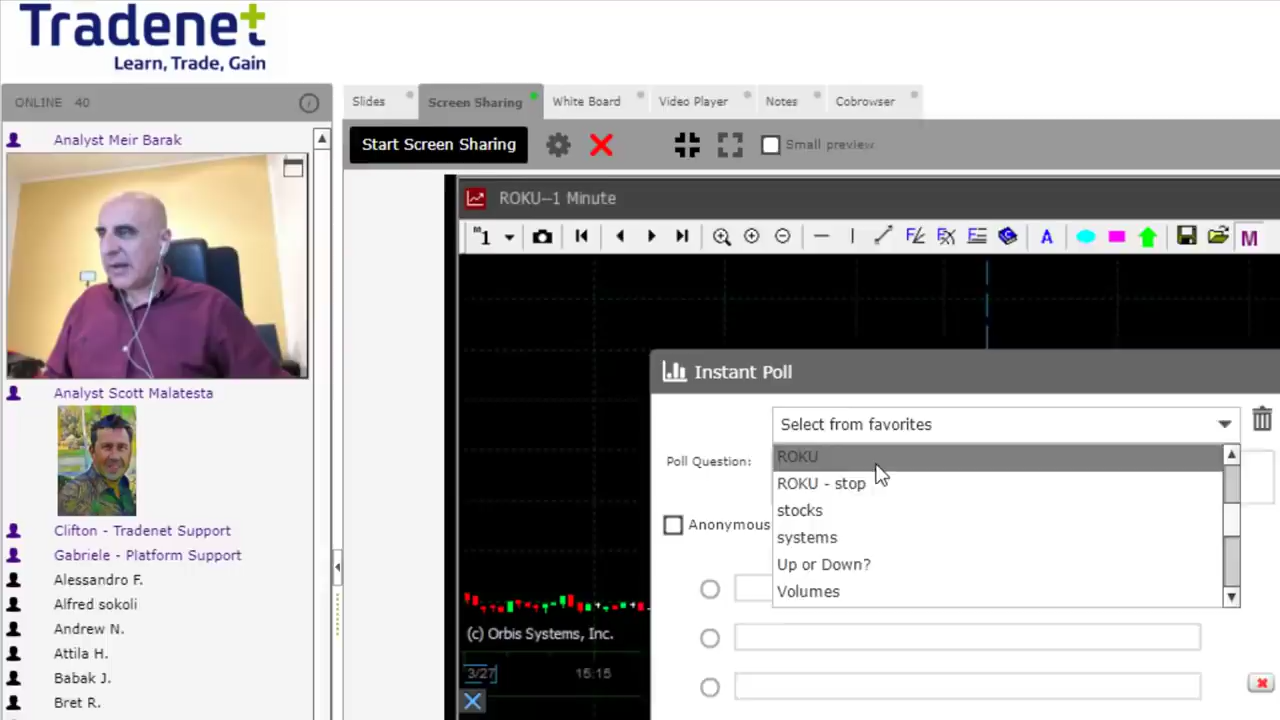 Tradenet
Learn, Trade, Gain
ONLINE 40
Analyst Meir Barak
Analyst Scott Malatesta
Clifton - Tradenet Support
Gabriele - Platform Support
Alessandro F.
Alfred sokoli
Andrew N.
Attila H.
Babak J.
Bret R.
Slides
Screen Sharing
White Board
Video Player
Notes
Cobrowser
Start Screen Sharing
Small preview
ROKU--1 Minute
m1
A
M
Instant Poll
Select from favorites
Poll Question:
ROKU
ROKU - stop
stocks
systems
Up or Down?
Volumes
Anonymous
(c) Orbis Systems, Inc.
3/27
15:15